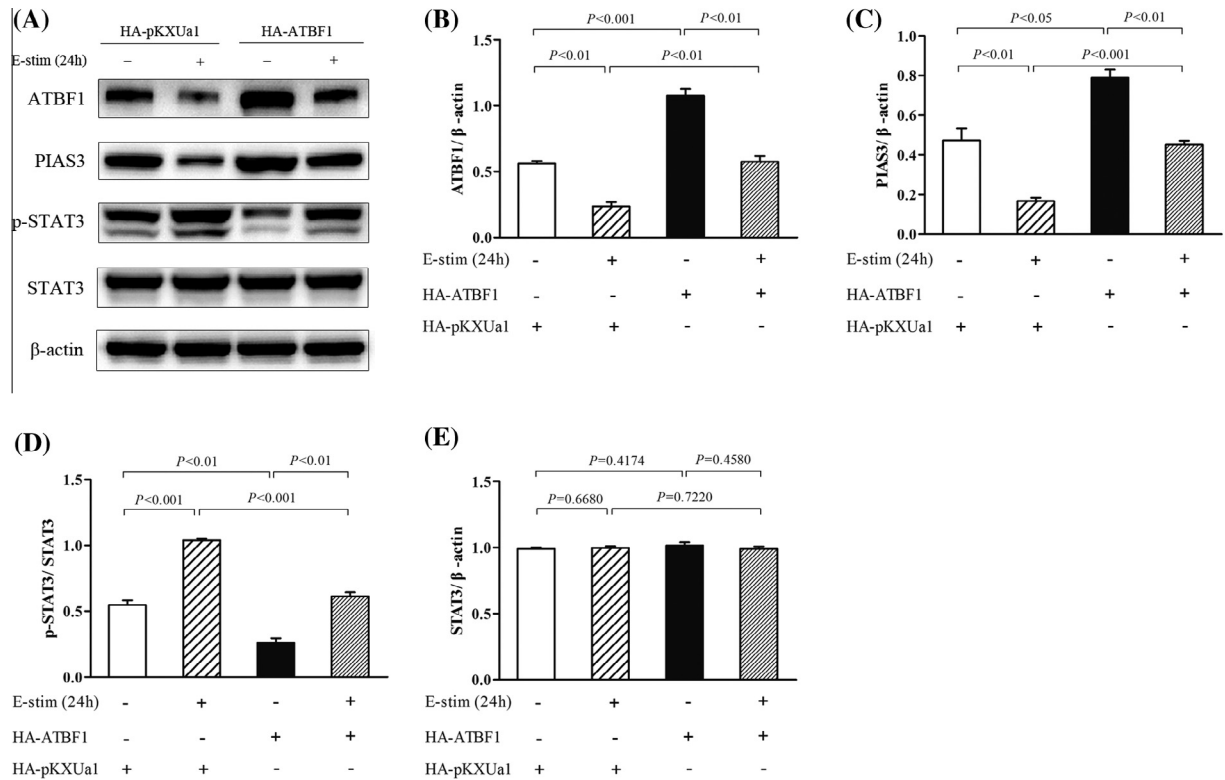 (A)
HA-pKXUa1 HA-ATBF1
E-stim (24h) – + – +
ATBF1
PIAS3
p-STAT3
STAT3
β-actin
(B)
P<0.001 P<0.01
P<0.01 P<0.01
ATBF1/ β -actin
1.5
1.0
0.5
0.0
E-stim (24h) - + - +
HA-ATBF1 - - + +
HA-pKXUa1 + + - -
(C)
P<0.05 P<0.01
P<0.01 P<0.001
PIAS3/ β -actin
1.0
0.8
0.6
0.4
0.2
0.0
E-stim (24h) - + - +
HA-ATBF1 - - + +
HA-pKXUa1 + + - -
(D)
P<0.01 P<0.01
P<0.001 P<0.001
p-STAT3/ STAT3
1.5
1.0
0.5
0.0
E-stim (24h) - + - +
HA-ATBF1 - - + +
HA-pKXUa1 + + - -
(E)
P=0.4174 P=0.4580
P=0.6680 P=0.7220
STAT3/ β -actin
1.5
1.0
0.5
0.0
E-stim (24h) - + - +
HA-ATBF1 - - + +
HA-pKXUa1 + + - -